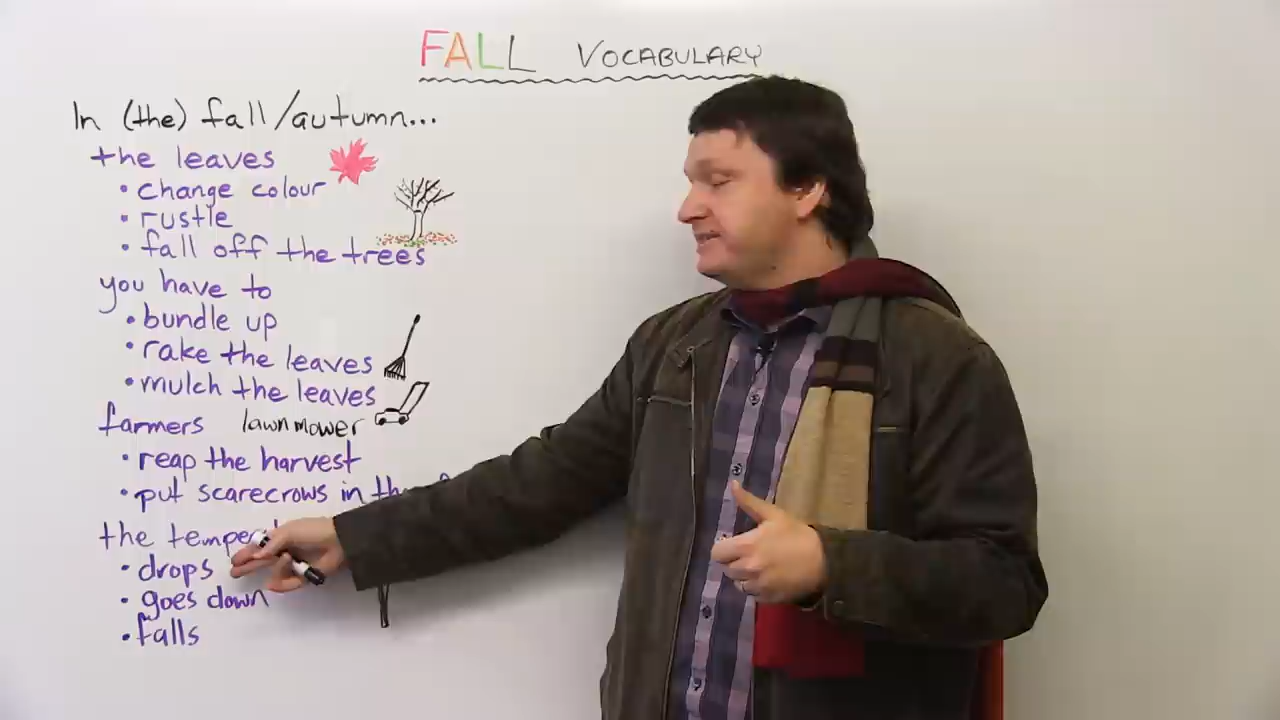 FALL VOCABULARY
In (the) fall/autumn...
the leaves
• change colour
• rustle
• fall off the trees
you have to
• bundle up
• rake the leaves
• mulch the leaves
farmers lawnmower
• reap the harvest
• put scarecrows in
the
• drops
• goes down
• falls